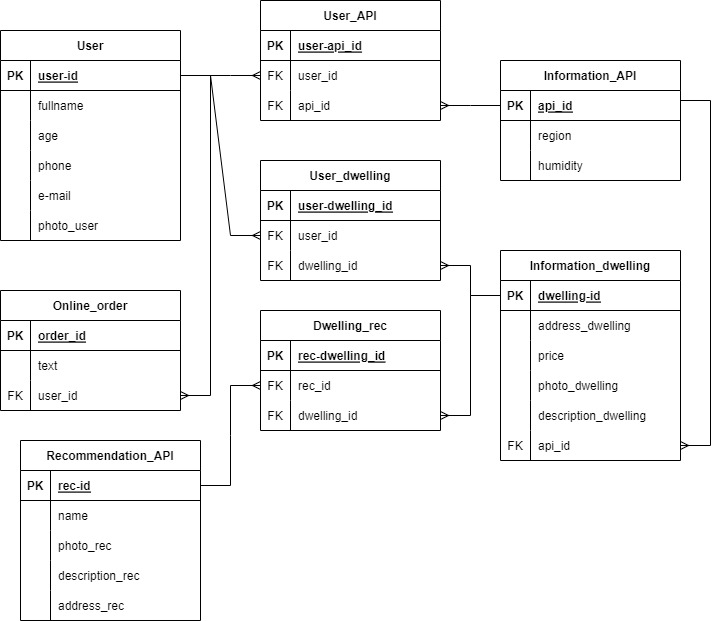 User
PK user-id
fullname
age
phone
e-mail
photo_user
User_API
PK user-api_id
FK user_id
FK api_id
Information_API
PK api_id
region
humidity
User_dwelling
PK user-dwelling_id
FK user_id
FK dwelling_id
Information_dwelling
PK dwelling-id
address_dwelling
price
photo_dwelling
description_dwelling
FK api_id
Online_order
PK order_id
text
FK user_id
Dwelling_rec
PK rec-dwelling_id
FK rec_id
FK dwelling_id
Recommendation_API
PK rec-id
name
photo_rec
description_rec
address_rec